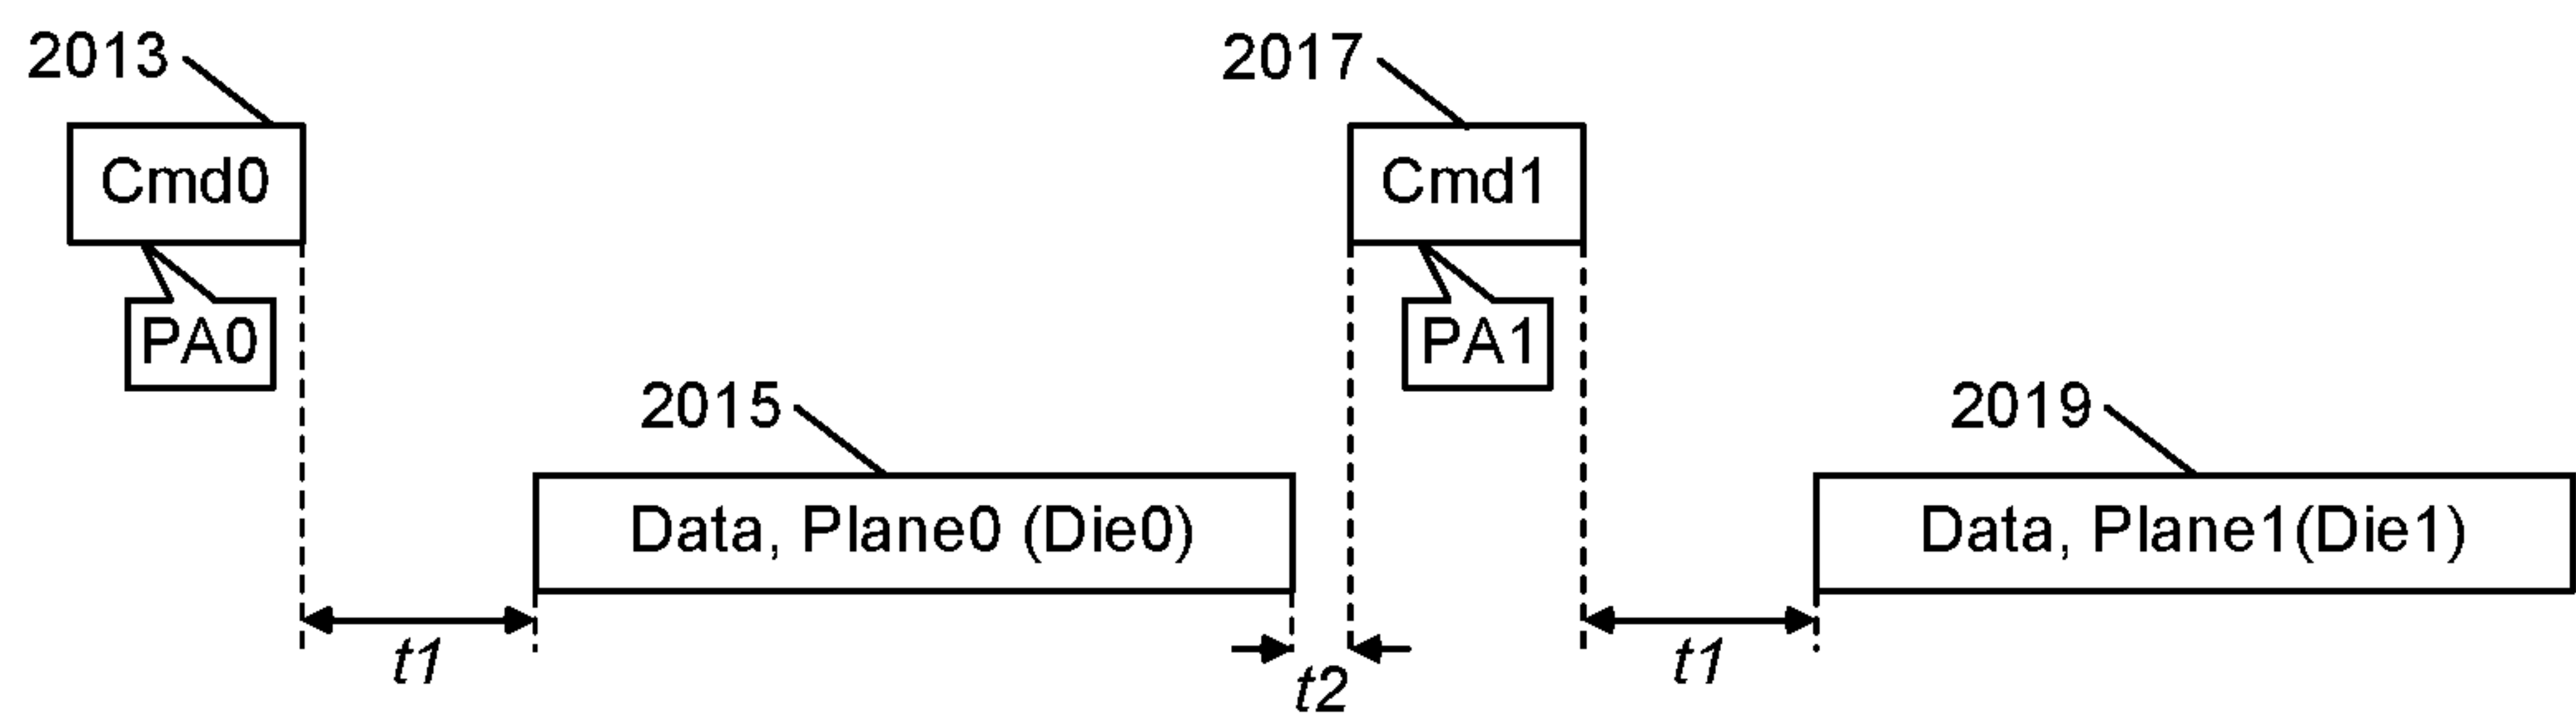 2013
2017
Cmd0
Cmd1
PA0
PA1
2015
2019
Data, Plane0 (Die0)
Data, Plane1(Die1)
t1
t2
t1